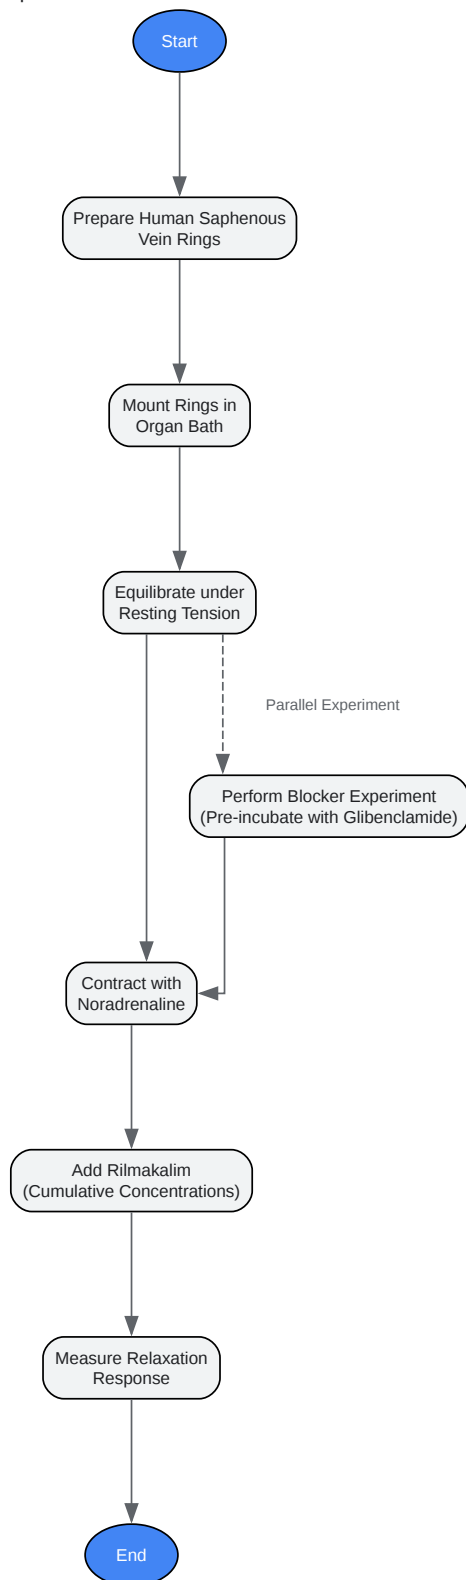 Start
Prepare Human Saphenous
Vein Rings
Mount Rings in
Organ Bath
Equilibrate under
Resting Tension
Parallel Experiment
Perform Blocker Experiment
(Pre-incubate with Glibenclamide)
Contract with
Noradrenaline
Add Rilmakalim
(Cumulative Concentrations)
Measure Relaxation
Response
End